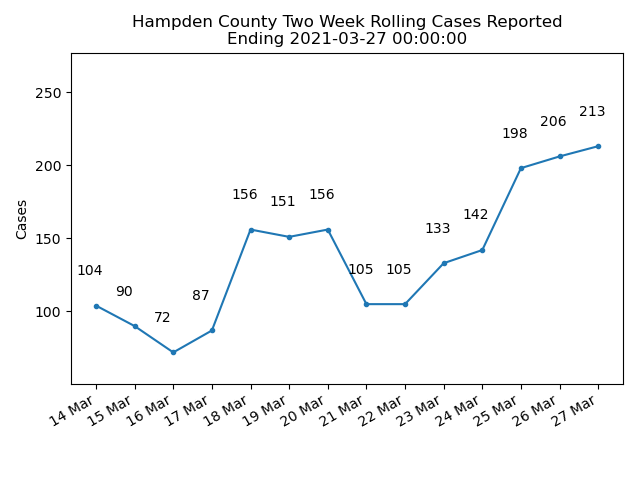 Hampden County Two Week Rolling Cases Reported
Ending 2021-03-27 00:00:00
Cases
250
200
150
100
104
90
72
87
156
151
156
105
105
133
142
198
206
213
14 Mar
15 Mar
16 Mar
17 Mar
18 Mar
19 Mar
20 Mar
21 Mar
22 Mar
23 Mar
24 Mar
25 Mar
26 Mar
27 Mar